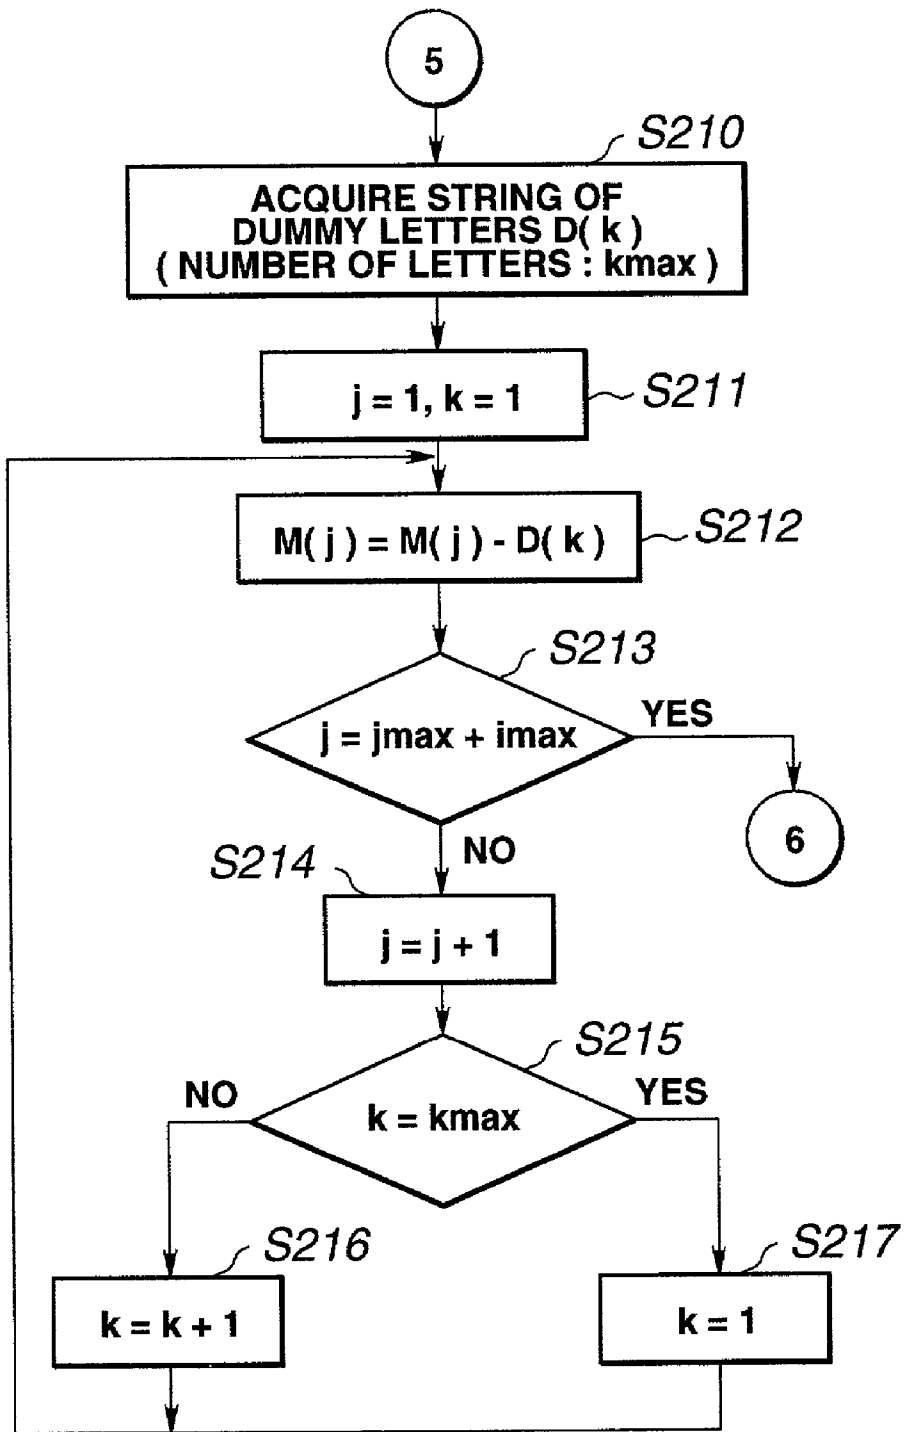 5
S210
ACQUIRE STRING OF
DUMMY LETTERS D( k )
( NUMBER OF LETTERS : kmax )
j = 1, k = 1
S211
M( j ) = M( j ) - D( k )
S212
S213
j = jmax + imax
YES
6
NO
S214
j = j + 1
S215
NO
k = kmax
YES
S216
S217
k = k + 1
k = 1